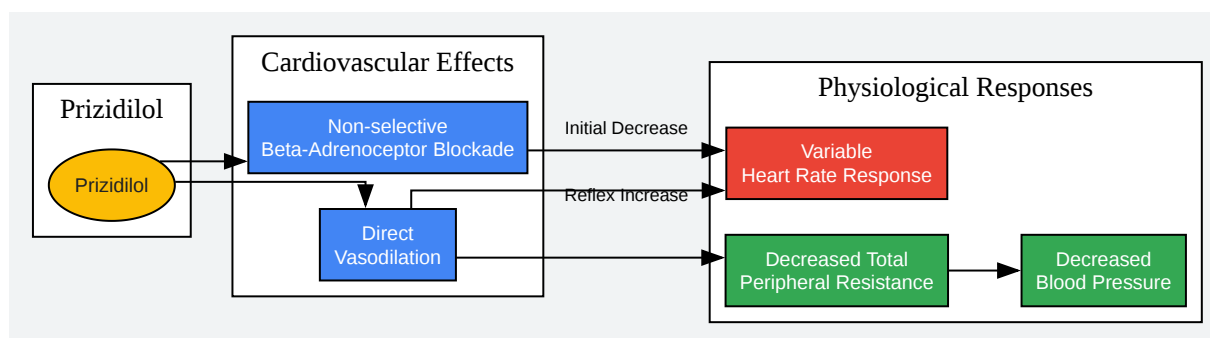 Prizidilol
Prizidilol
Cardiovascular Effects
Non-selective
Beta-Adrenoceptor Blockade
Direct
Vasodilation
Initial Decrease
Reflex Increase
Physiological Responses
Variable
Heart Rate Response
Decreased Total
Peripheral Resistance
Decreased
Blood Pressure